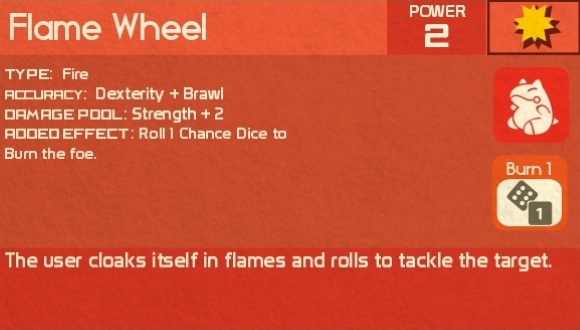 Flame Wheel
POWER
2
TYPE: Fire
ACCURACY: Dexterity + Brawl
DAMAGE POOL: Strength + 2
ADDED EFFECT: Roll 1 Chance Dice to
Burn the foe.
Burn 1
1
The user cloaks itself in flames and rolls to tackle the target.